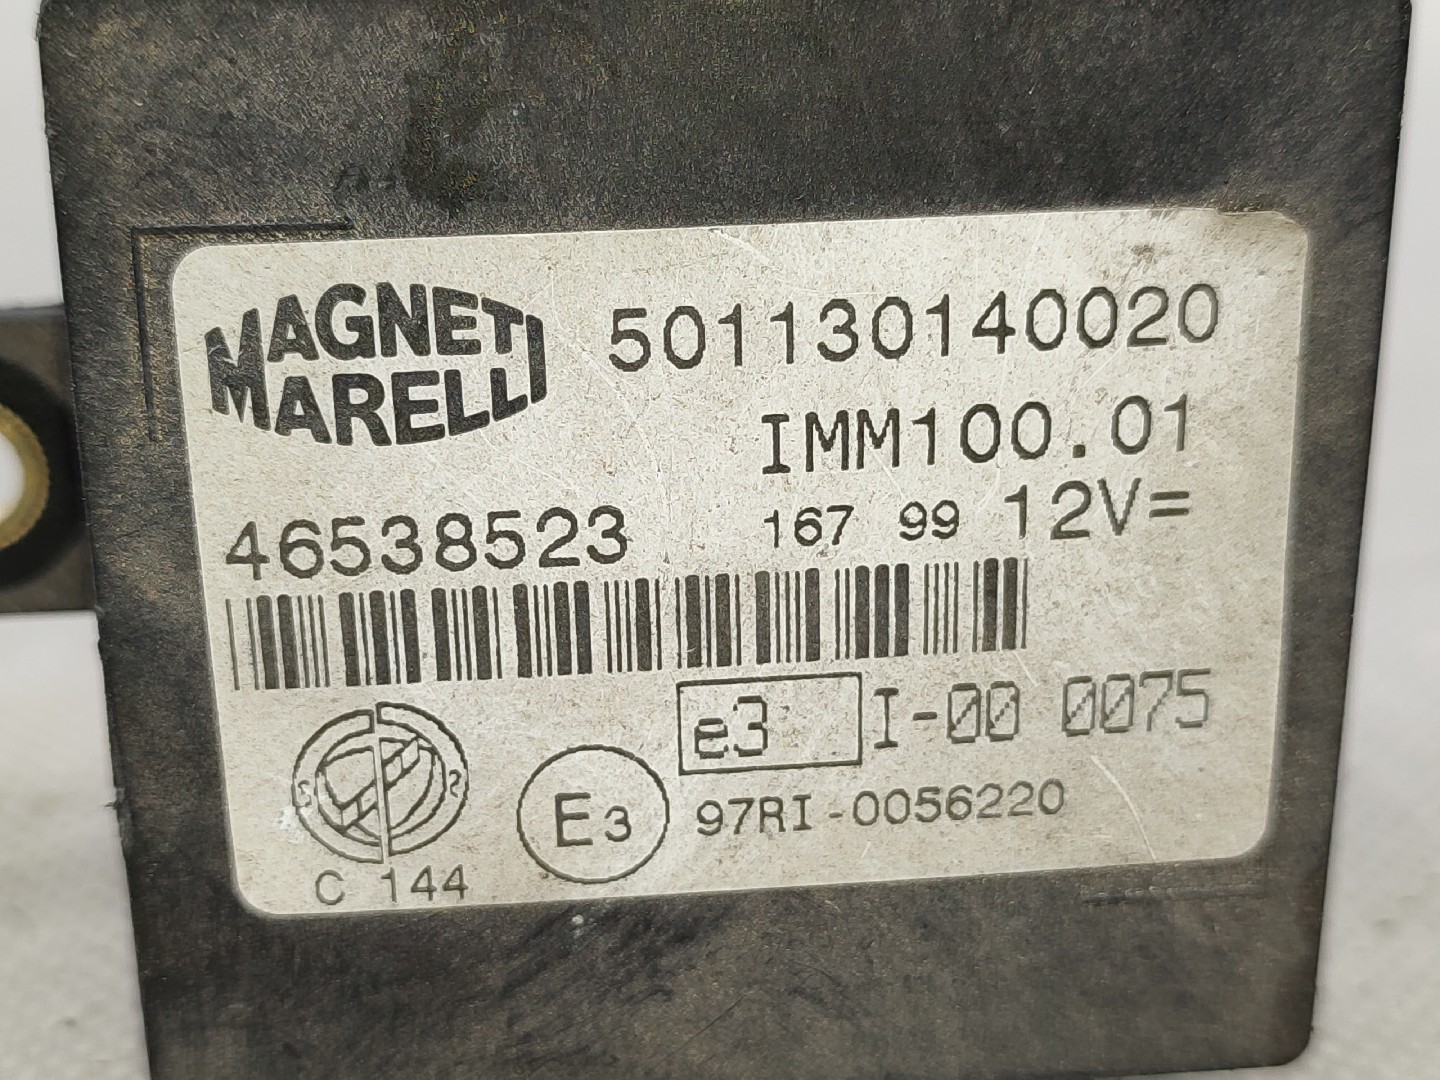 MAGNETI
MARELLI
501130140020
IMM100.01
46538523
167 99 12V=
e3 I-00 0075
E3
97RI-0056220
C 144